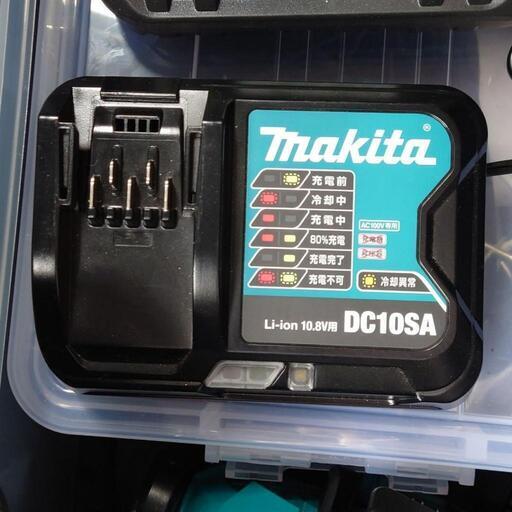 makita®
充電前
冷却中
充電中
80%充電
充電完了
充電不可
AC100V専用
冷却異常
Li-ion 10.8V用 DC10SA